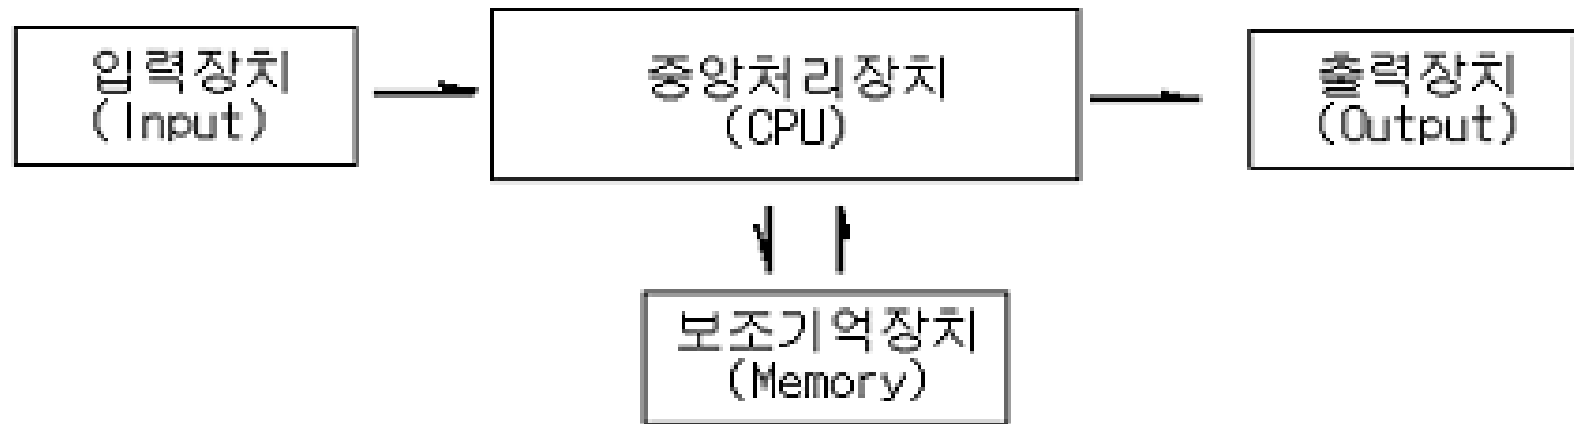 입력장치
(Input)
중앙처리장치
(CPU)
출력장치
(Output)
보조기억장치
(Memory)